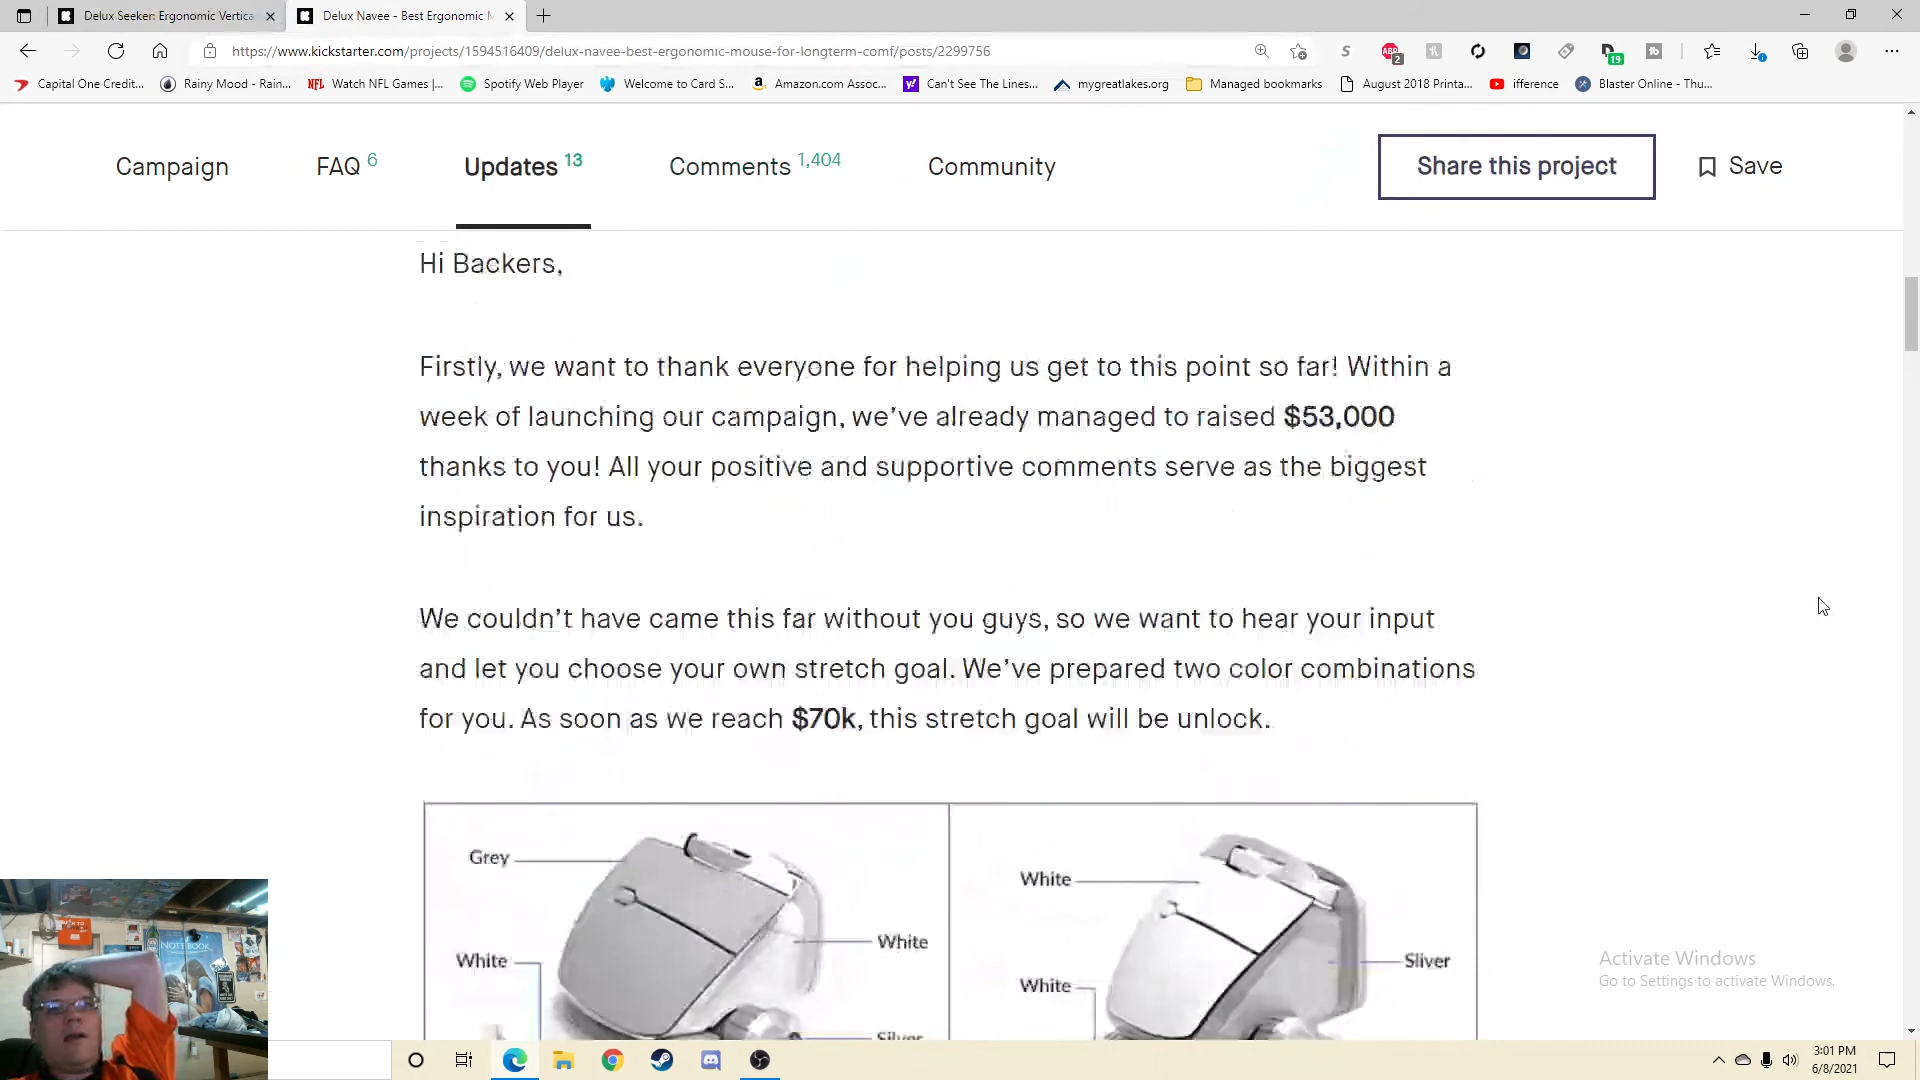 Delux Seeker: Ergonomic Vertica
Delux Navee - Best Ergonomic M
https://www.kickstarter.com/projects/1594516409/delux-navee-best-ergonomic-mouse-for-longterm-comf/posts/2299756
Capital One Credit...
Rainy Mood - Rain...
NFL Watch NFL Games |...
Spotify Web Player
Welcome to Card S...
Amazon.com Assoc...
Can't See The Lines...
mygreatlakes.org
Managed bookmarks
August 2018 Printa...
ifference
Blaster Online - Thu...
Campaign
FAQ 6
Updates 13
Comments 1,404
Community
Share this project
Save
Hi Backers,
Firstly, we want to thank everyone for helping us get to this point so far! Within a
week of launching our campaign, we've already managed to raised $53,000
thanks to you! All your positive and supportive comments serve as the biggest
inspiration for us.
We couldn't have came this far without you guys, so we want to hear your input
and let you choose your own stretch goal. We've prepared two color combinations
for you. As soon as we reach $70k, this stretch goal will be unlock.
Grey
White
White
Silver
White
Sliver
White
Activate Windows
Go to Settings to activate Windows.
NOTEBOOK
3:01 PM
6/8/2021